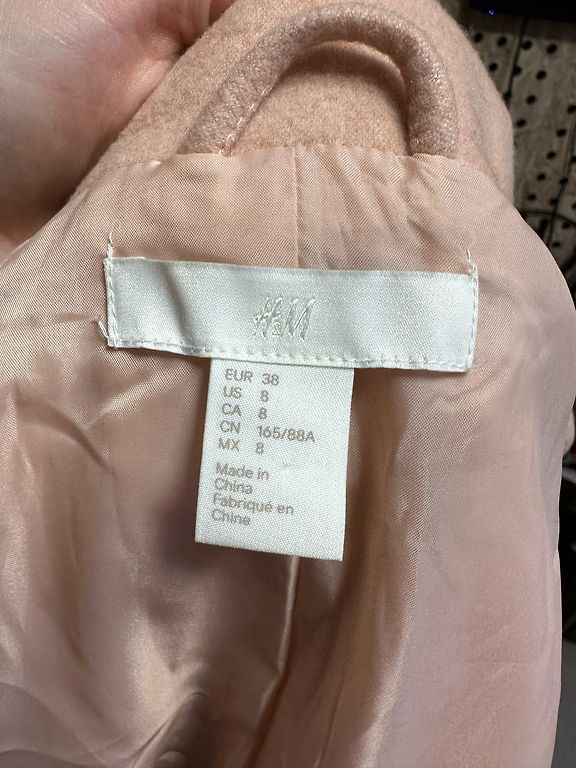 H&M
EUR 38
US 8
CA 8
CN 165/88A
MX 8
Made in
China
Fabriqué en
Chine